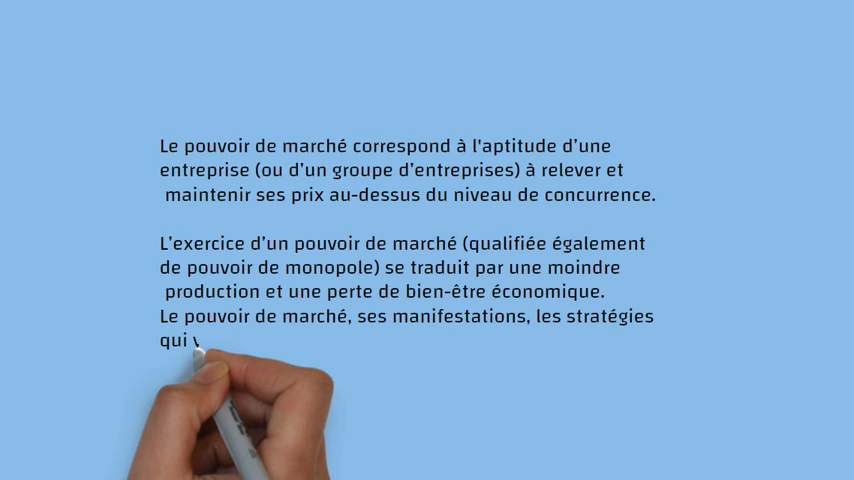 Le pouvoir de marché correspond à l'aptitude d’une
entreprise (ou d’un groupe d’entreprises) à relever et
maintenir ses prix au-dessus du niveau de concurrence.
L’exercice d’un pouvoir de marché (qualifiée également
de pouvoir de monopole) se traduit par une moindre
production et une perte de bien-être économique.
Le pouvoir de marché, ses manifestations, les stratégies
qui